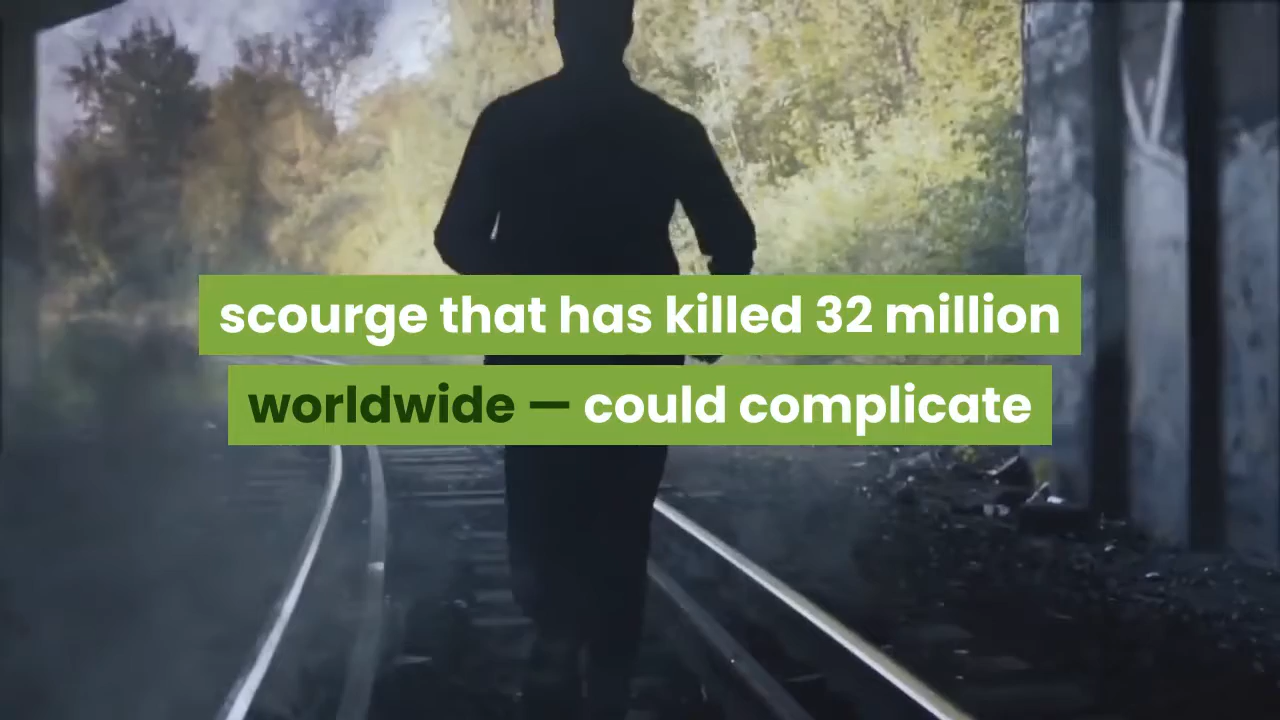 scourge that has killed 32 million
worldwide — could complicate